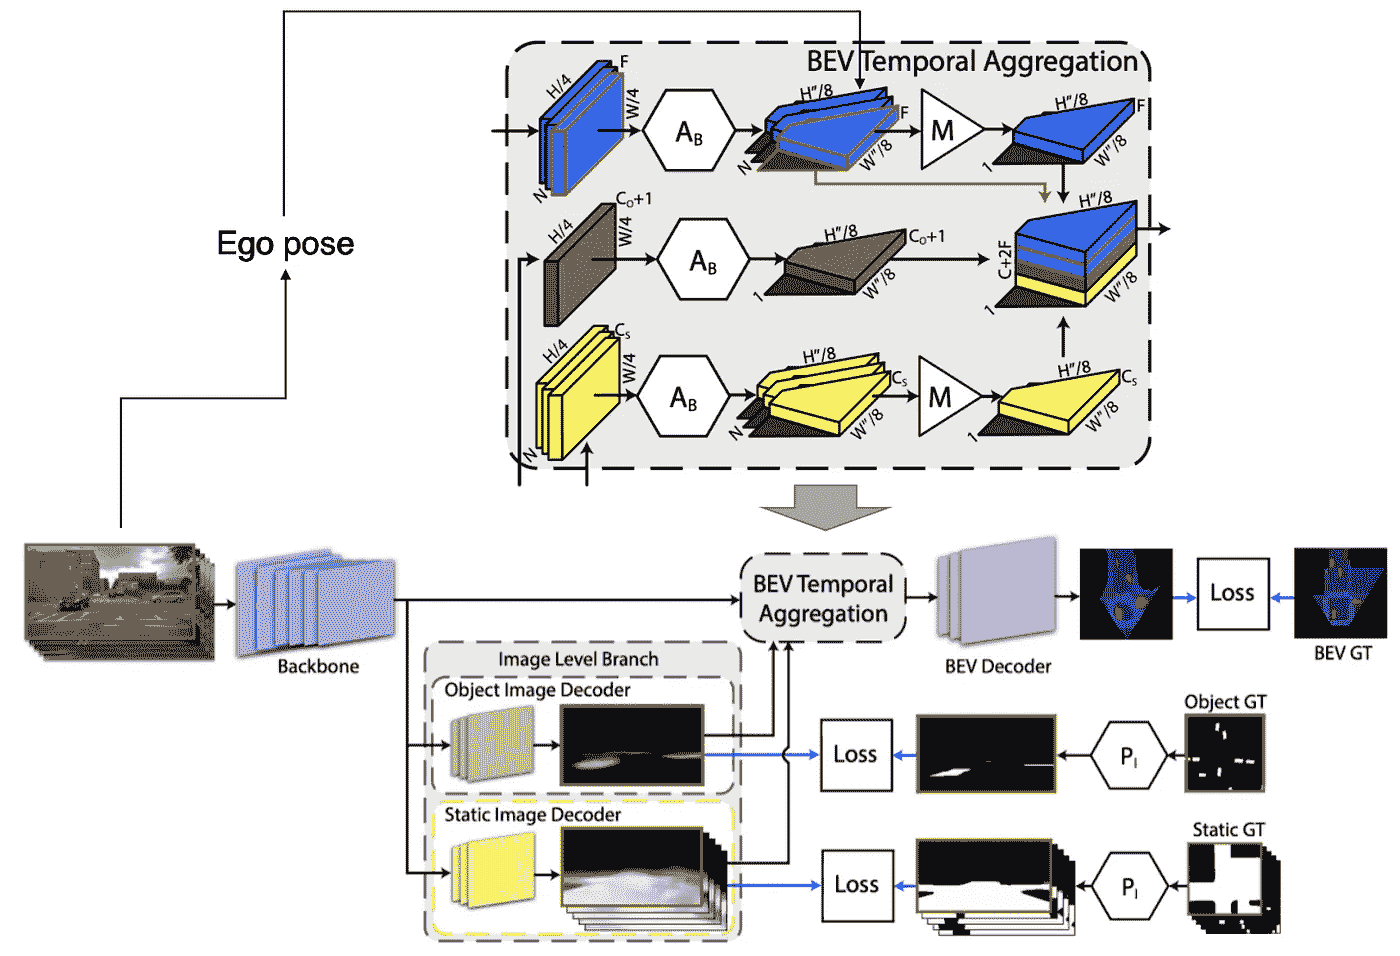 BEV Temporal Aggregation
H/4
F
W/4
N
A_B
H"/8
F
W"/8
N
M
H"/8
F
W"/8
1
Ego pose
H/4
C_O+1
W/4
A_B
H"/8
C_O+1
W"/8
1
H"/8
C+2F
W"/8
1
H/4
C_S
W/4
N
A_B
H"/8
C_S
W"/8
N
M
H"/8
C_S
W"/8
1
Backbone
BEV Temporal
Aggregation
BEV Decoder
Loss
BEV GT
Image Level Branch
Object Image Decoder
Loss
P_I
Object GT
Static Image Decoder
Loss
P_I
Static GT